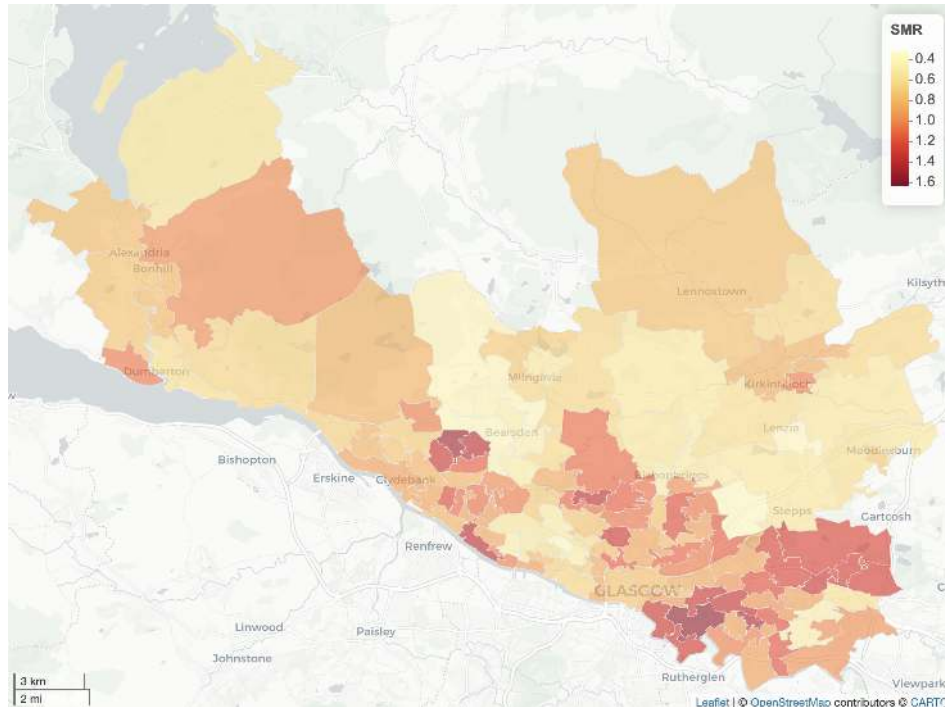 SMR
0.4
0.6
0.8
1.0
1.2
1.4
1.6
Alexandria
Bonhill
Lennoxtown
Kilsyth
Dumbarton
Milngavie
Kirkintilloch
Bearsden
Lenzie
Moodiesburn
Bishopton
Erskine
Clydebank
Bishopbriggs
Stepps
Gartcosh
Renfrew
GLASGOW
Linwood
Paisley
Johnstone
Rutherglen
Viewpark
3 km
2 mi
Leaflet | © OpenStreetMap contributors © CARTO